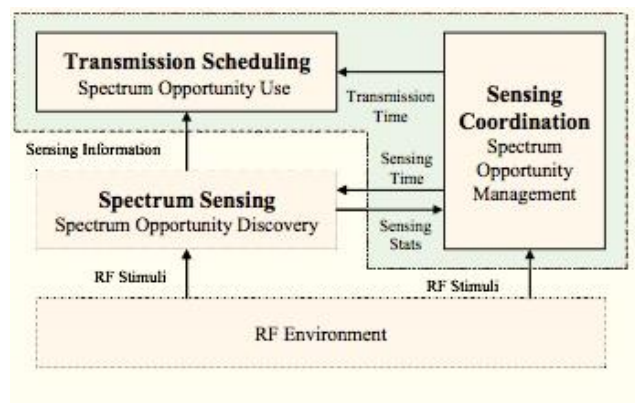 Transmission Scheduling
Spectrum Opportunity Use
Transmission
Time
Sensing
Coordination
Spectrum
Opportunity
Management
Sensing Information
Sensing
Time
Spectrum Sensing
Spectrum Opportunity Discovery
Sensing
Stats
RF Stimuli
RF Stimuli
RF Environment